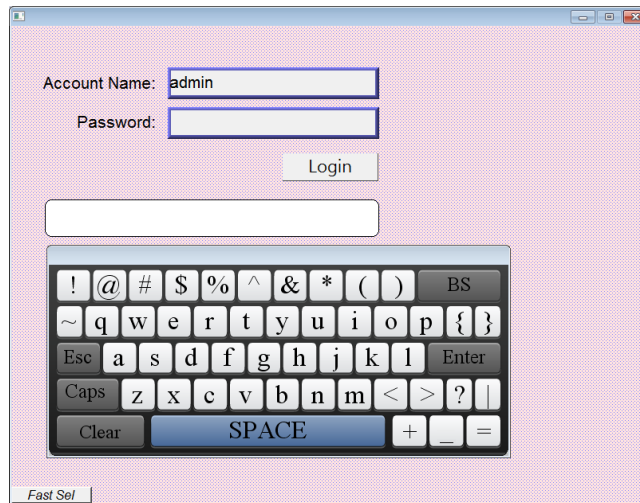 Account Name: admin
Password:
Login
! @ # $ % ^ & * ( ) BS
~ q w e r t y u i o p { }
Esc a s d f g h j k l Enter
Caps z x c v b n m < > ? |
Clear SPACE + _ =
Fast Sel